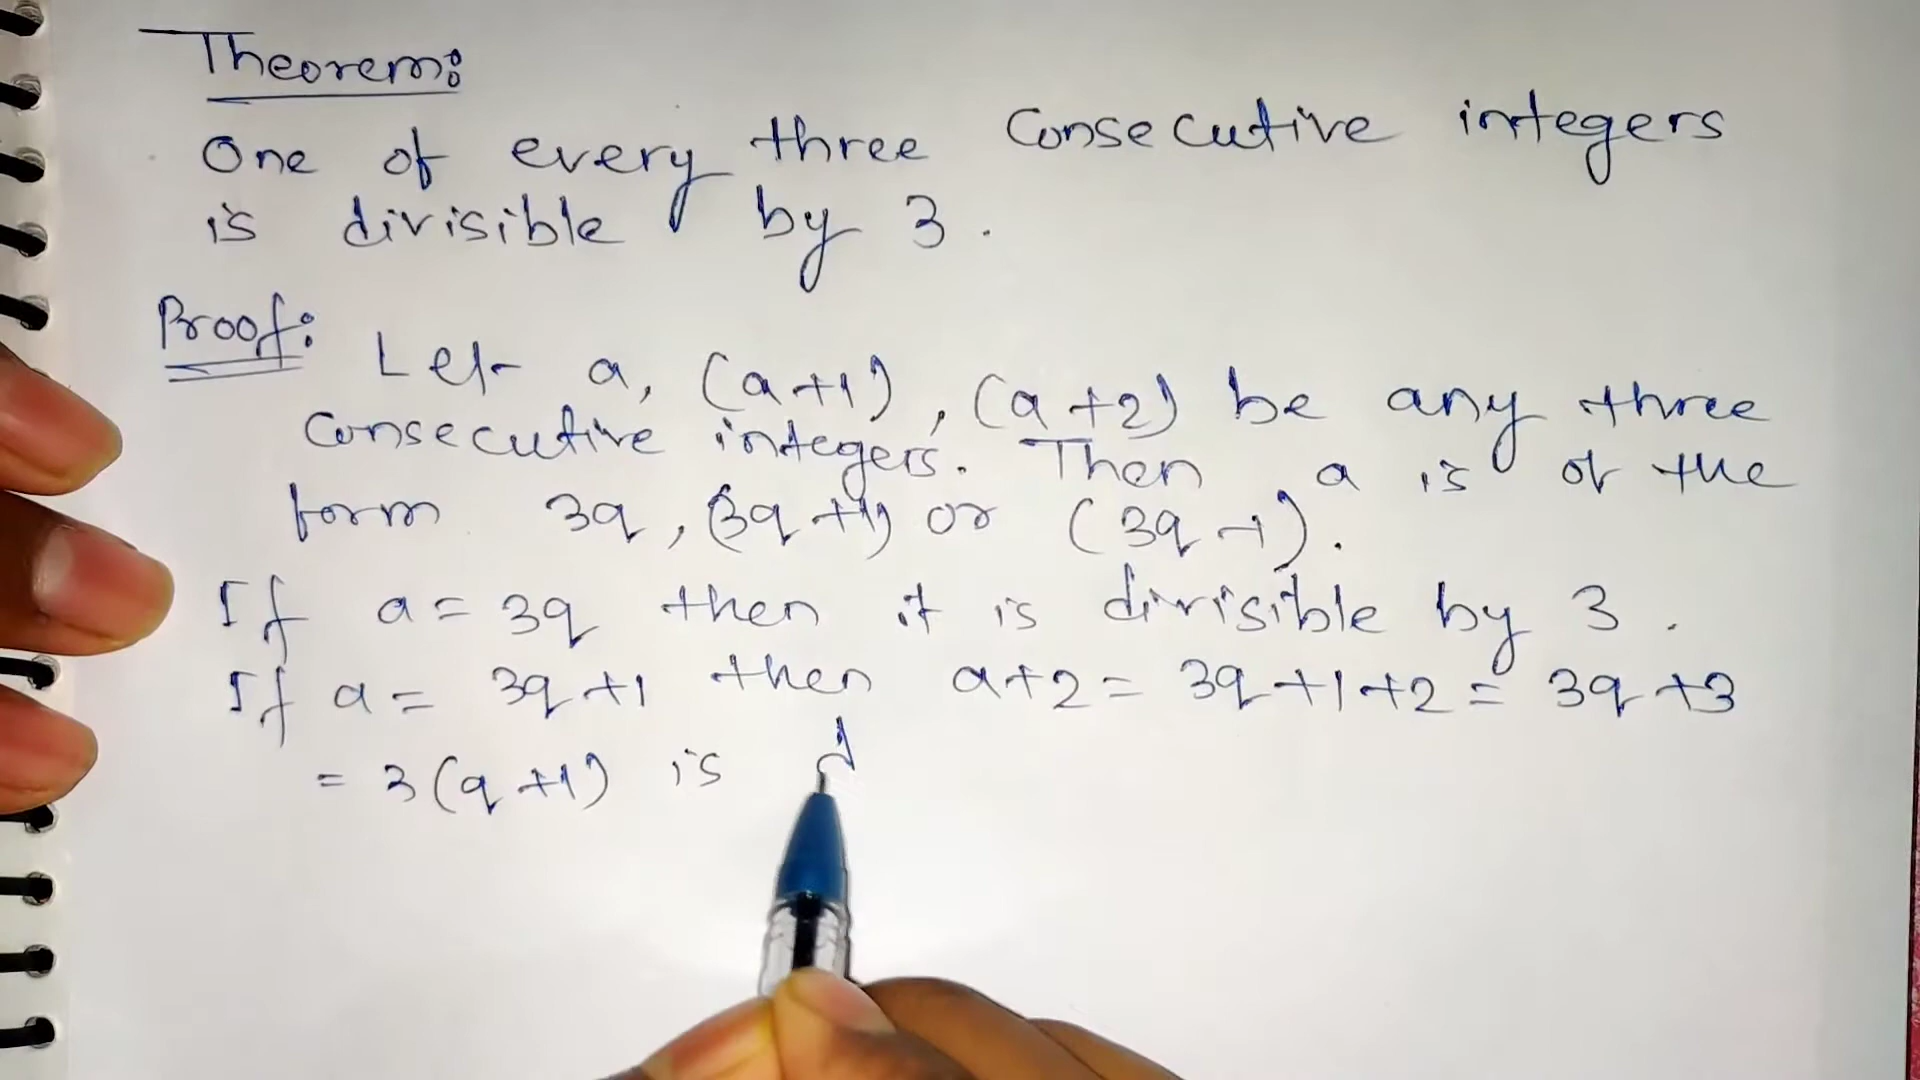 Theorem:
One of every three consecutive integers
is divisible by 3.
Proof: Let a, (a+1), (a+2) be any three
consecutive integers. Then a is of the
form 3q, (3q+1) or (3q-1).
If a = 3q then it is divisible by 3.
If a = 3q+1 then a+2 = 3q+1+2 = 3q+3
= 3(q+1) is d